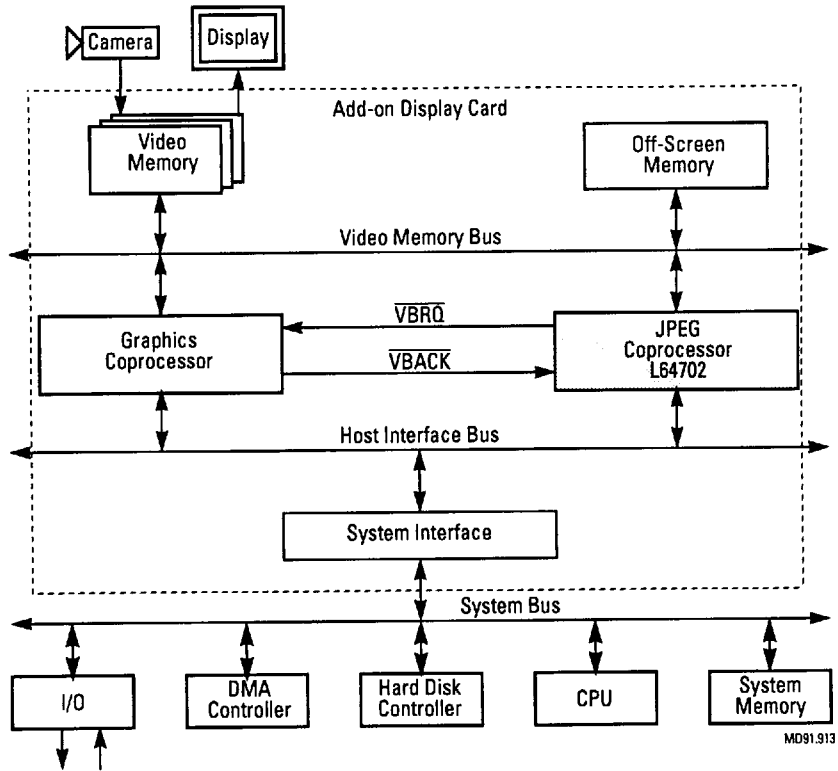 Camera
Display
Add-on Display Card
Video
Memory
Off-Screen
Memory
Video Memory Bus
Graphics
Coprocessor
VBRQ
VBACK
JPEG
Coprocessor
L64702
Host Interface Bus
System Interface
System Bus
I/O
DMA
Controller
Hard Disk
Controller
CPU
System
Memory
MD91.913